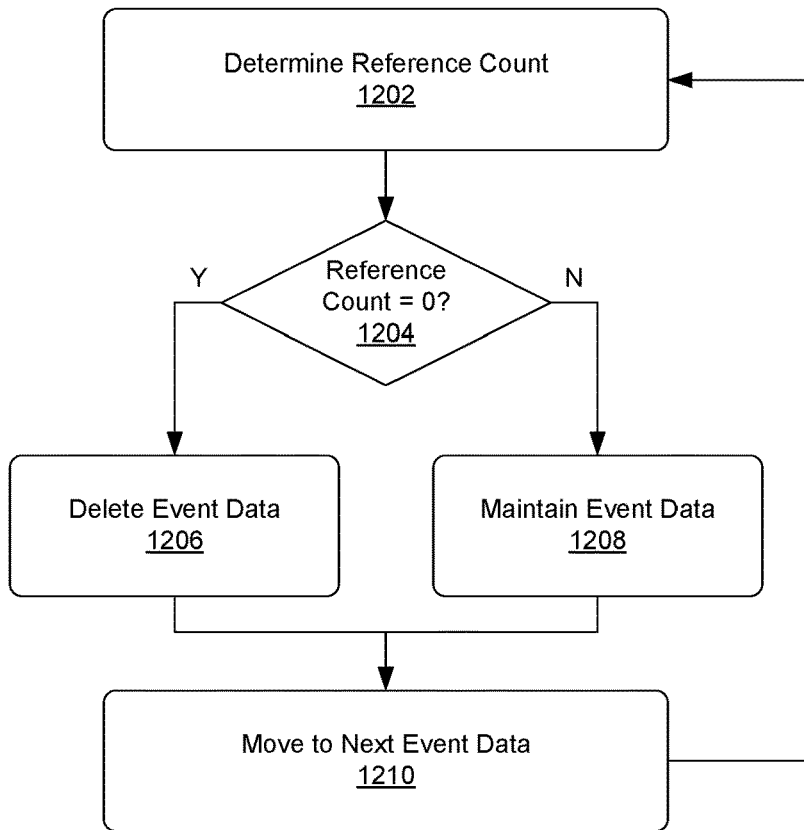 Determine Reference Count
1202
Y
Reference
Count = 0?
1204
N
Delete Event Data
1206
Maintain Event Data
1208
Move to Next Event Data
1210